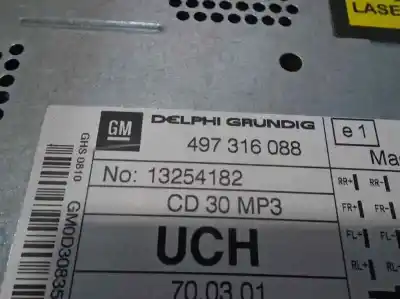 LASE
GM
DELPHI GRUNDIG
e1
497 316 088
Ma
No: 13254182
RR+ RR-
CD 30 MP3
FR+ FR-
UCH
FL+ FL-
RL+ RL-
70.03.01
GHS 0810
GM0D30835